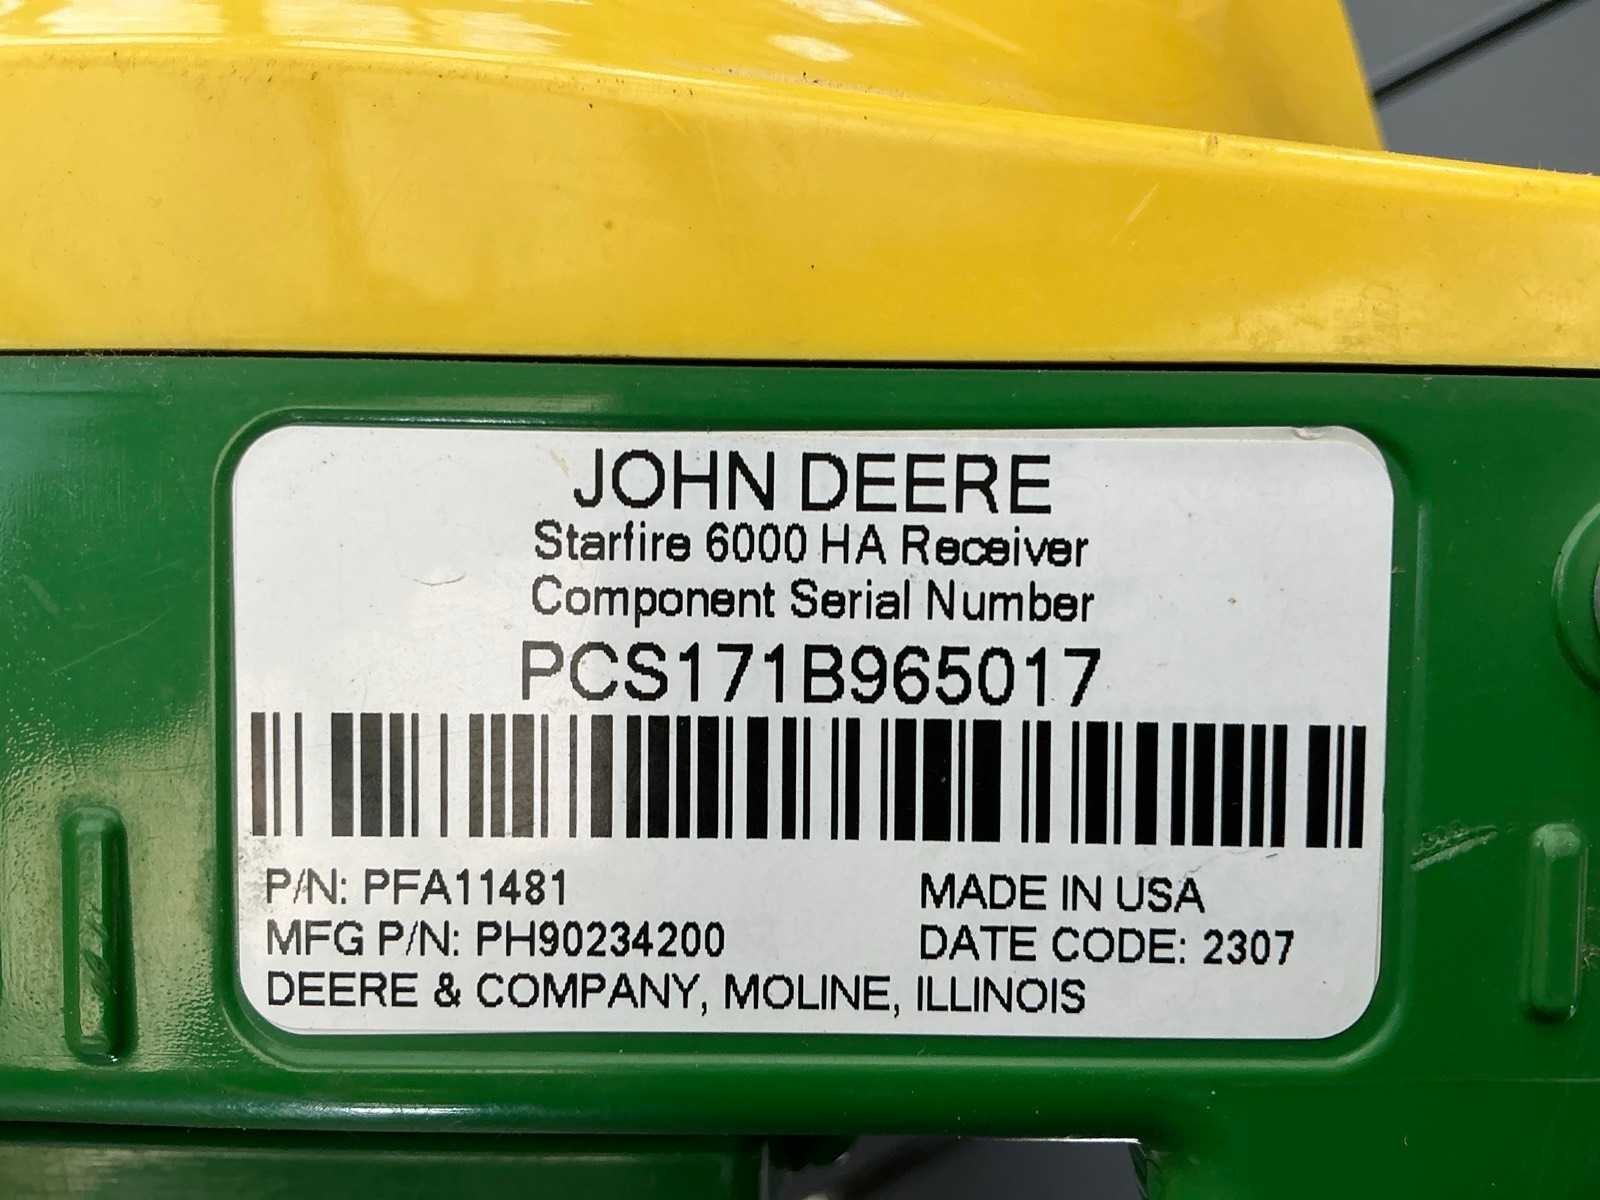 JOHN DEERE
Starfire 6000 HA Receiver
Component Serial Number
PCS171B965017
P/N: PFA11481
MFG P/N: PH90234200
DEERE & COMPANY, MOLINE, ILLINOIS
MADE IN USA
DATE CODE: 2307